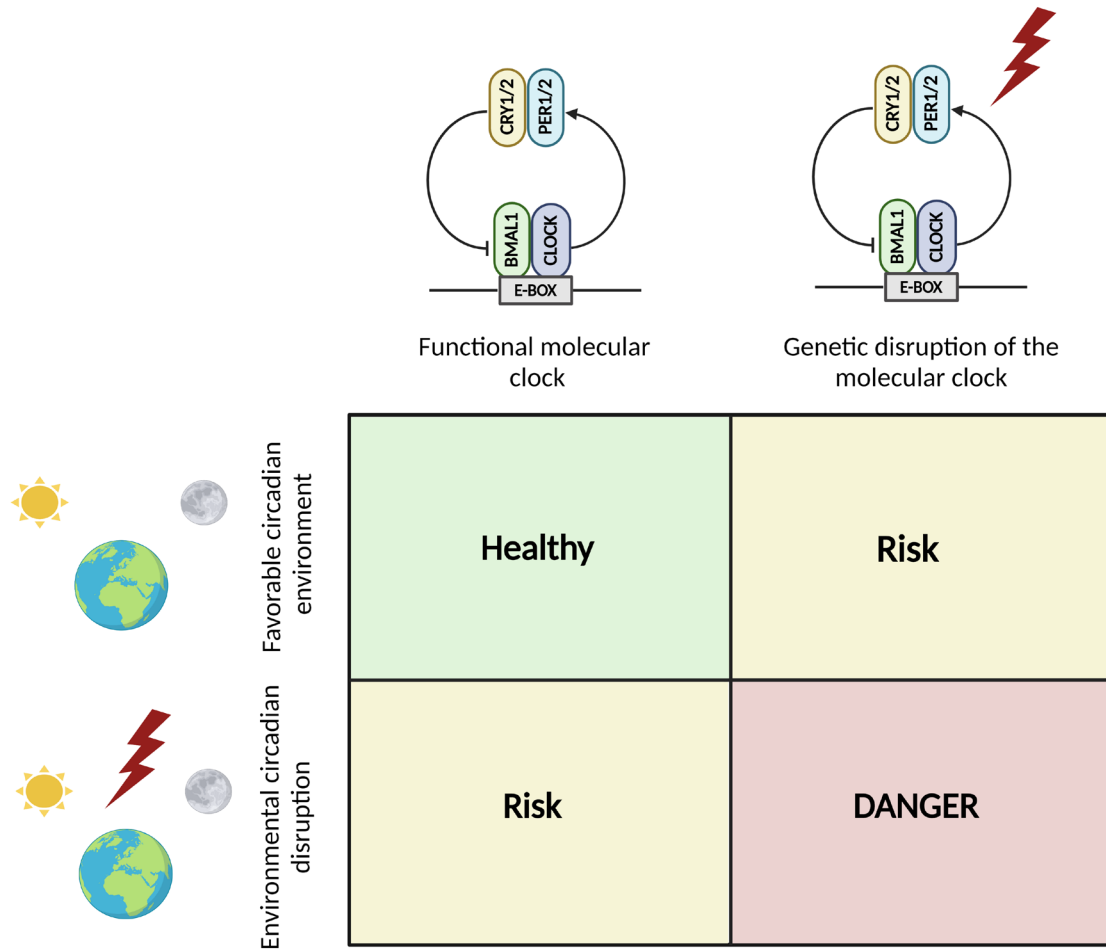 CRY1/2
PER1/2
BMAL1
CLOCK
E-BOX
CRY1/2
PER1/2
BMAL1
CLOCK
E-BOX
Functional molecular
clock
Genetic disruption of the
molecular clock
Favorable circadian
environment
Healthy
Risk
Environmental circadian
disruption
Risk
DANGER